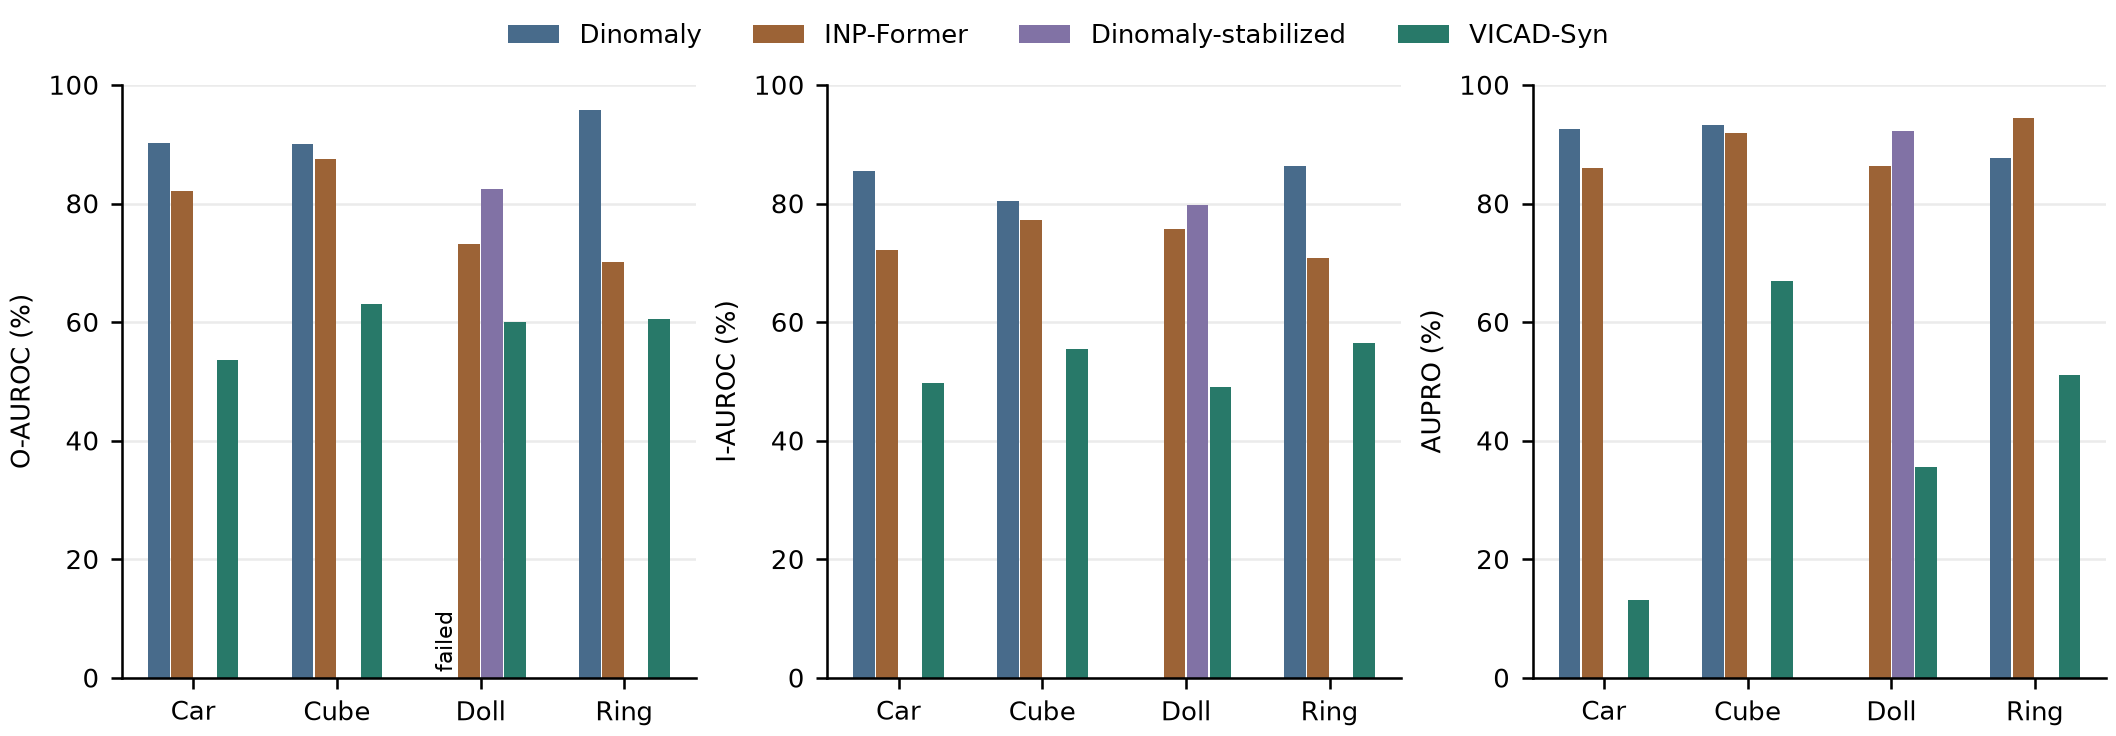 Dinomaly INP-Former Dinomaly-stabilized VICAD-Syn
O-AUROC (%)
100
80
60
40
20
0
failed
Car Cube Doll Ring
I-AUROC (%)
100
80
60
40
20
0
Car Cube Doll Ring
AUPRO (%)
100
80
60
40
20
0
Car Cube Doll Ring